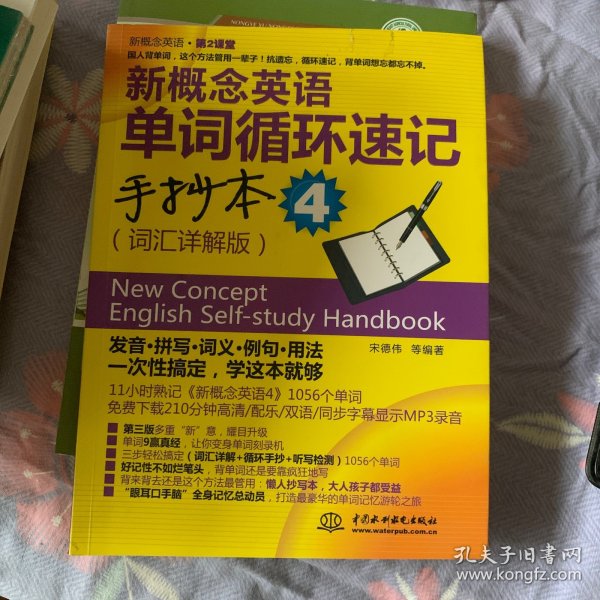 新概念英语·第2课堂
国人背单词，这个方法管用一辈子！抗遗忘，循环速记，背单词想忘都忘不掉。
新概念英语
单词循环速记
手抄本 4
（词汇详解版）
New Concept
English Self-study Handbook
发音·拼写·词义·例句·用法
宋德伟 等编著
一次性搞定，学这本就够
11小时熟记《新概念英语4》1056个单词
免费下载210分钟高清/配乐/双语/同步字幕显示MP3录音
第三版多重“新”意，耀目升级
单词9赢真经，让你变身单词刻录机
三步轻松搞定（词汇详解+循环手抄+听写检测）1056个单词
好记性不如烂笔头，背单词还是要靠疯狂地写
背来背去还是这个方法最管用：懒人抄写本，大人孩子都受益
“眼耳口手脑”全身记忆总动员，打造最豪华的单词记忆游轮之旅
中国水利水电出版社
www.waterpub.com.cn
孔夫子旧书网
www.kongfz.com